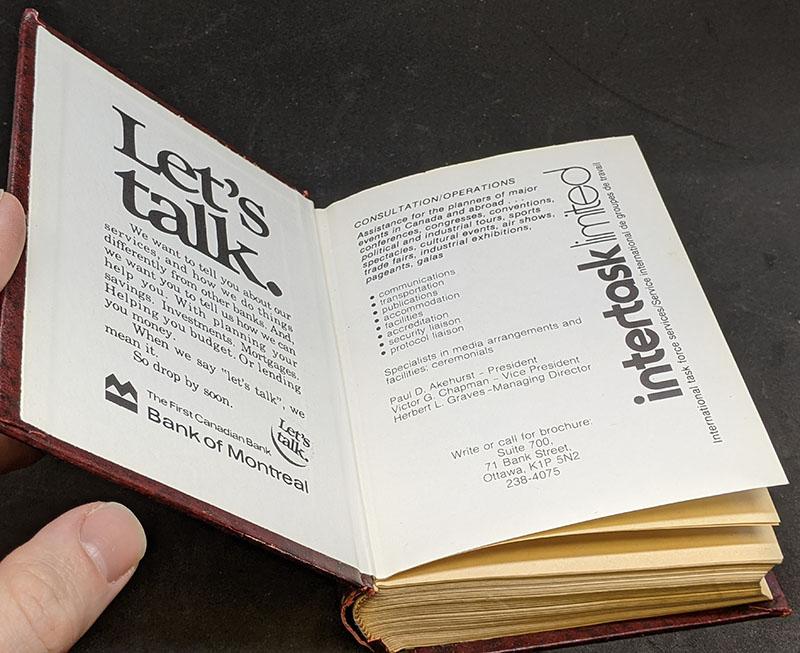 Let's
talk.
We want to tell you about our
services, and how we do things
differently from other banks. And
we want you to tell us how we can
help you. With planning your
savings. Investments. Mortgages.
Helping you budget. Or lending
you money.
When we say "let's talk", we
mean it.
So drop by soon.
The First Canadian Bank
Bank of Montreal
Let's
talk.
CONSULTATION/OPERATIONS
Assistance for the planners of major
events in Canada and abroad . . .
conferences, congresses, conventions,
political and industrial tours, sports
spectacles, cultural events, air shows,
trade fairs, industrial exhibitions,
pageants, galas
• communications
• transportation
• publications
• accommodation
• facilities
• accreditation
• security liaison
• protocol liaison
Specialists in media arrangements and
facilities: ceremonials
Paul D. Akehurst - President
Victor G. Chapman - Vice President
Herbert L. Graves - Managing Director
Write or call for brochure:
Suite 700,
71 Bank Street,
Ottawa, K1P 5N2
238-4075
intertask limited
International task force services/Service international de groupes de travail